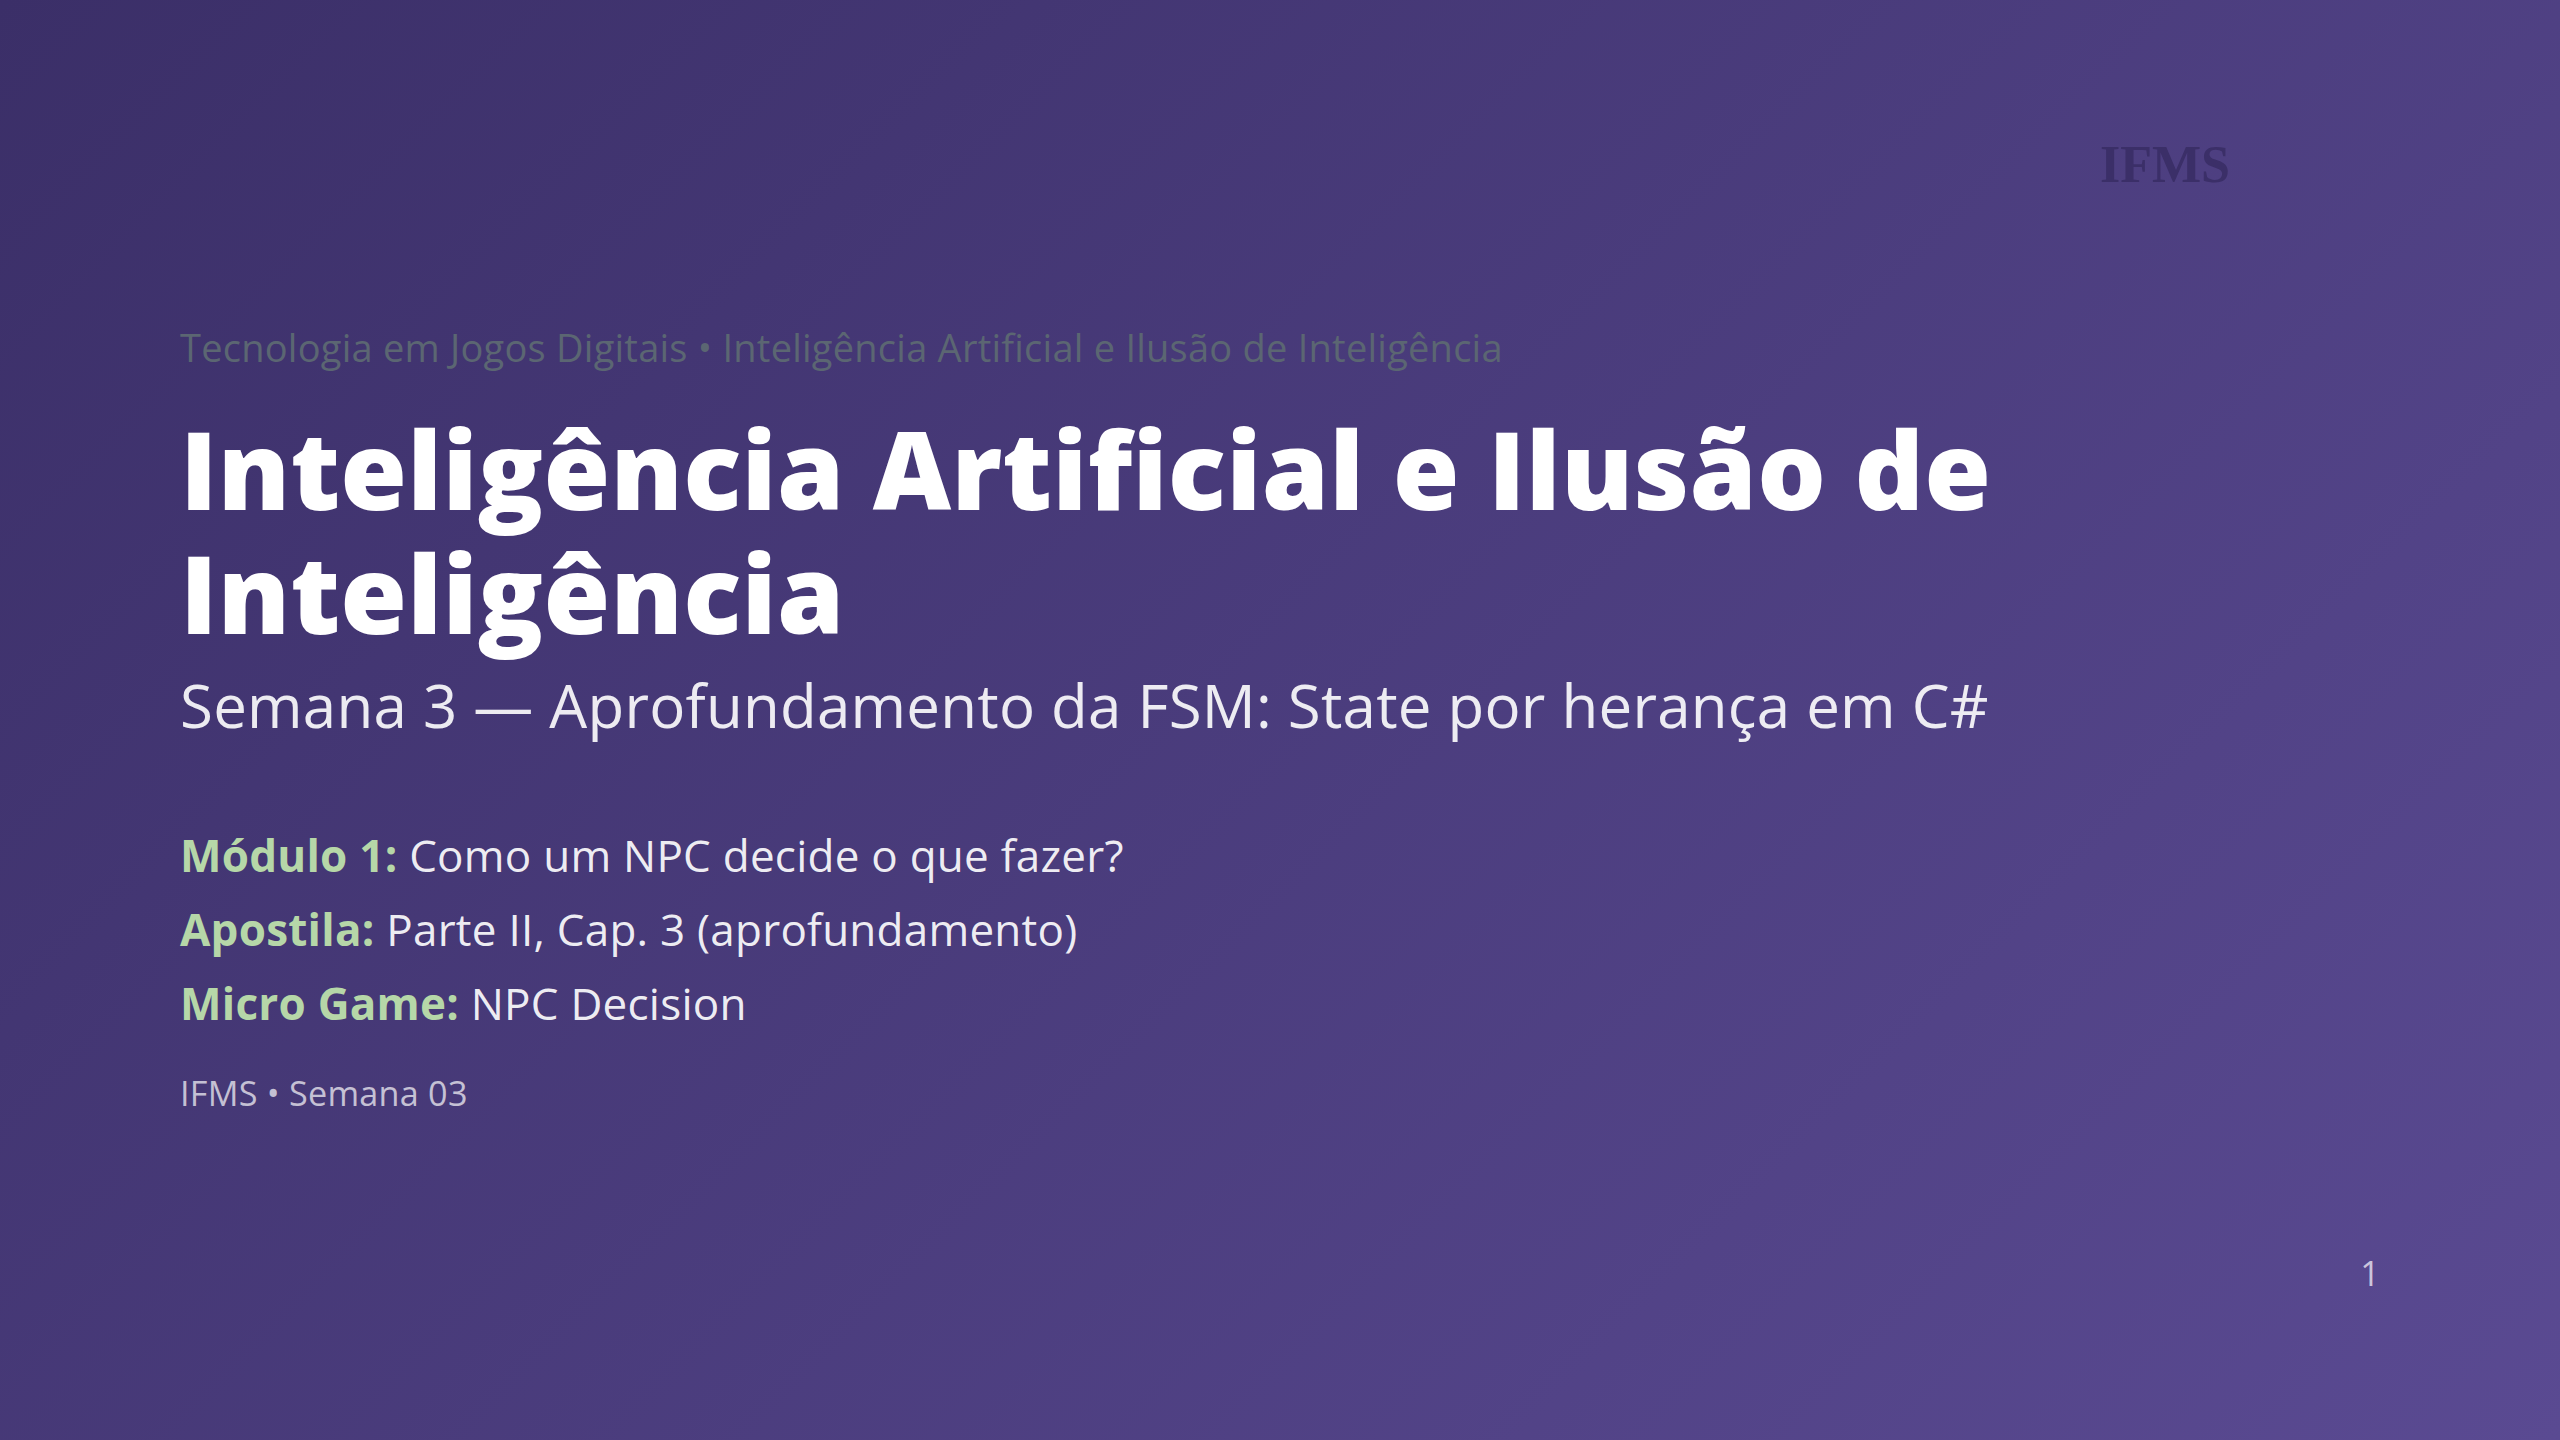 IFMS
Tecnologia em Jogos Digitais • Inteligência Artificial e Ilusão de Inteligência
Inteligência Artificial e Ilusão de
Inteligência
Semana 3 — Aprofundamento da FSM: State por herança em C#
Módulo 1: Como um NPC decide o que fazer?
Apostila: Parte II, Cap. 3 (aprofundamento)
Micro Game: NPC Decision
IFMS • Semana 03
1